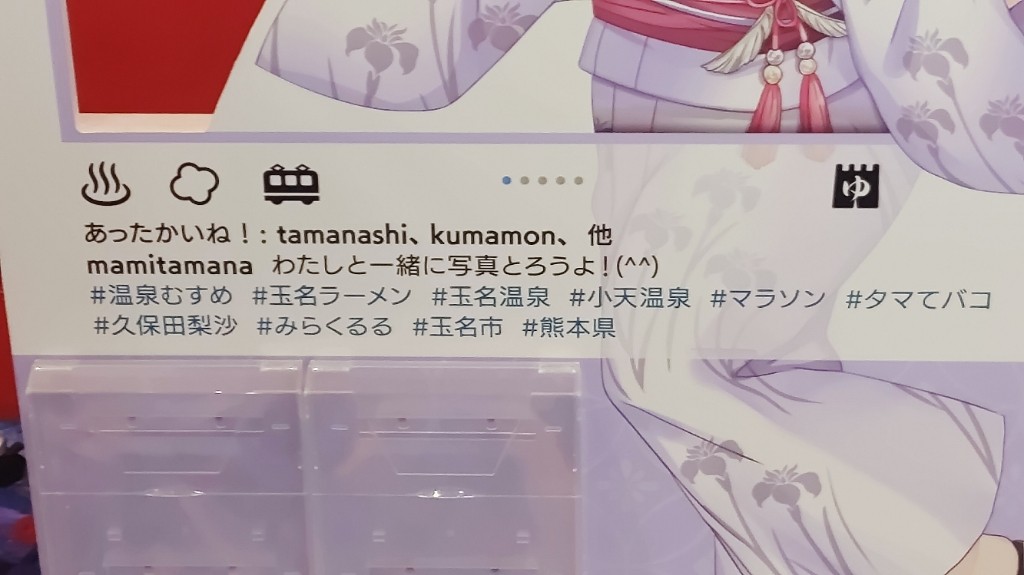 ゆ
あったかいね！: tamanashi、kumamon、他
mamitamana わたしと一緒に写真とろうよ！(^^)
#温泉むすめ #玉名ラーメン #玉名温泉 #小天温泉 #マラソン #タマてバコ
#久保田梨沙 #みらくるる #玉名市 #熊本県